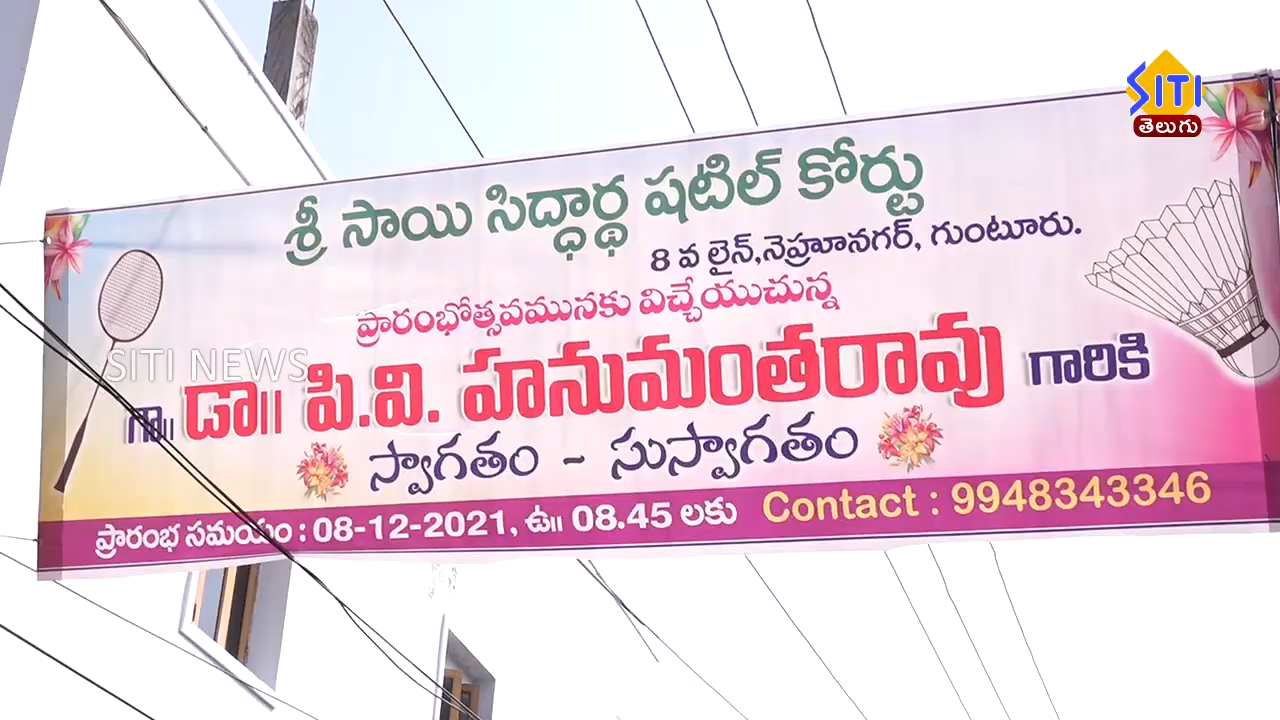 SITI
తెలుగు
శ్రీ సాయి సిద్ధార్థ షటిల్ కోర్టు
8 వ లైన్,నెహ్రూనగర్, గుంటూరు.
ప్రారంభోత్సవమునకు విచ్చేయుచున్న
SITI NEWS
గౌ|| డా|| పి.వి. హనుమంతరావు గారికి
స్వాగతం - సుస్వాగతం
ప్రారంభ సమయం : 08-12-2021, ఉ|| 08.45 లకు Contact : 9948343346